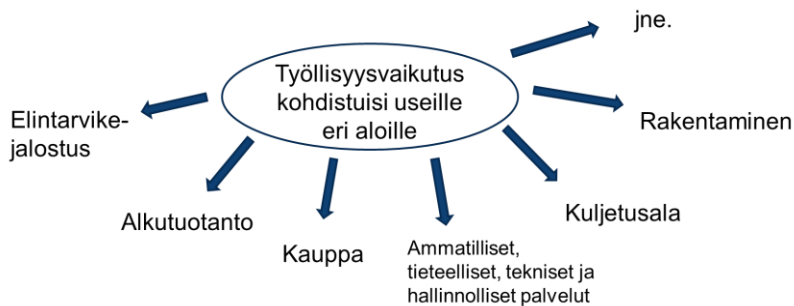 jne.
Työllisyysvaikutus
kohdistuisi useille
eri aloille
Elintarvike-
jalostus
Rakentaminen
Alkutuotanto
Kuljetusala
Kauppa
Ammatilliset,
tieteelliset, tekniset ja
hallinnolliset palvelut